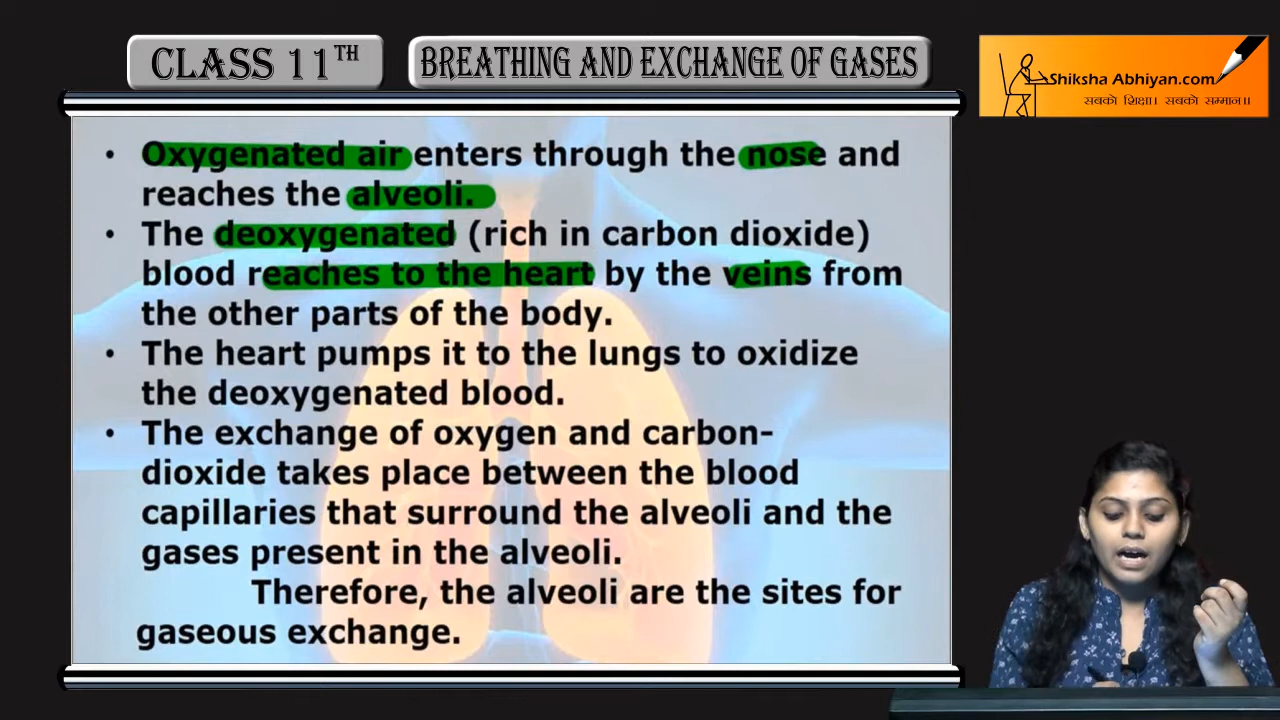 CLASS 11TH
BREATHING AND EXCHANGE OF GASES
Shiksha Abhiyan.com
सबको शिक्षा। सबको सम्मान॥
• Oxygenated air enters through the nose and
reaches the alveoli.
• The deoxygenated (rich in carbon dioxide)
blood reaches to the heart by the veins from
the other parts of the body.
• The heart pumps it to the lungs to oxidize
the deoxygenated blood.
• The exchange of oxygen and carbon-
dioxide takes place between the blood
capillaries that surround the alveoli and the
gases present in the alveoli.
Therefore, the alveoli are the sites for
gaseous exchange.